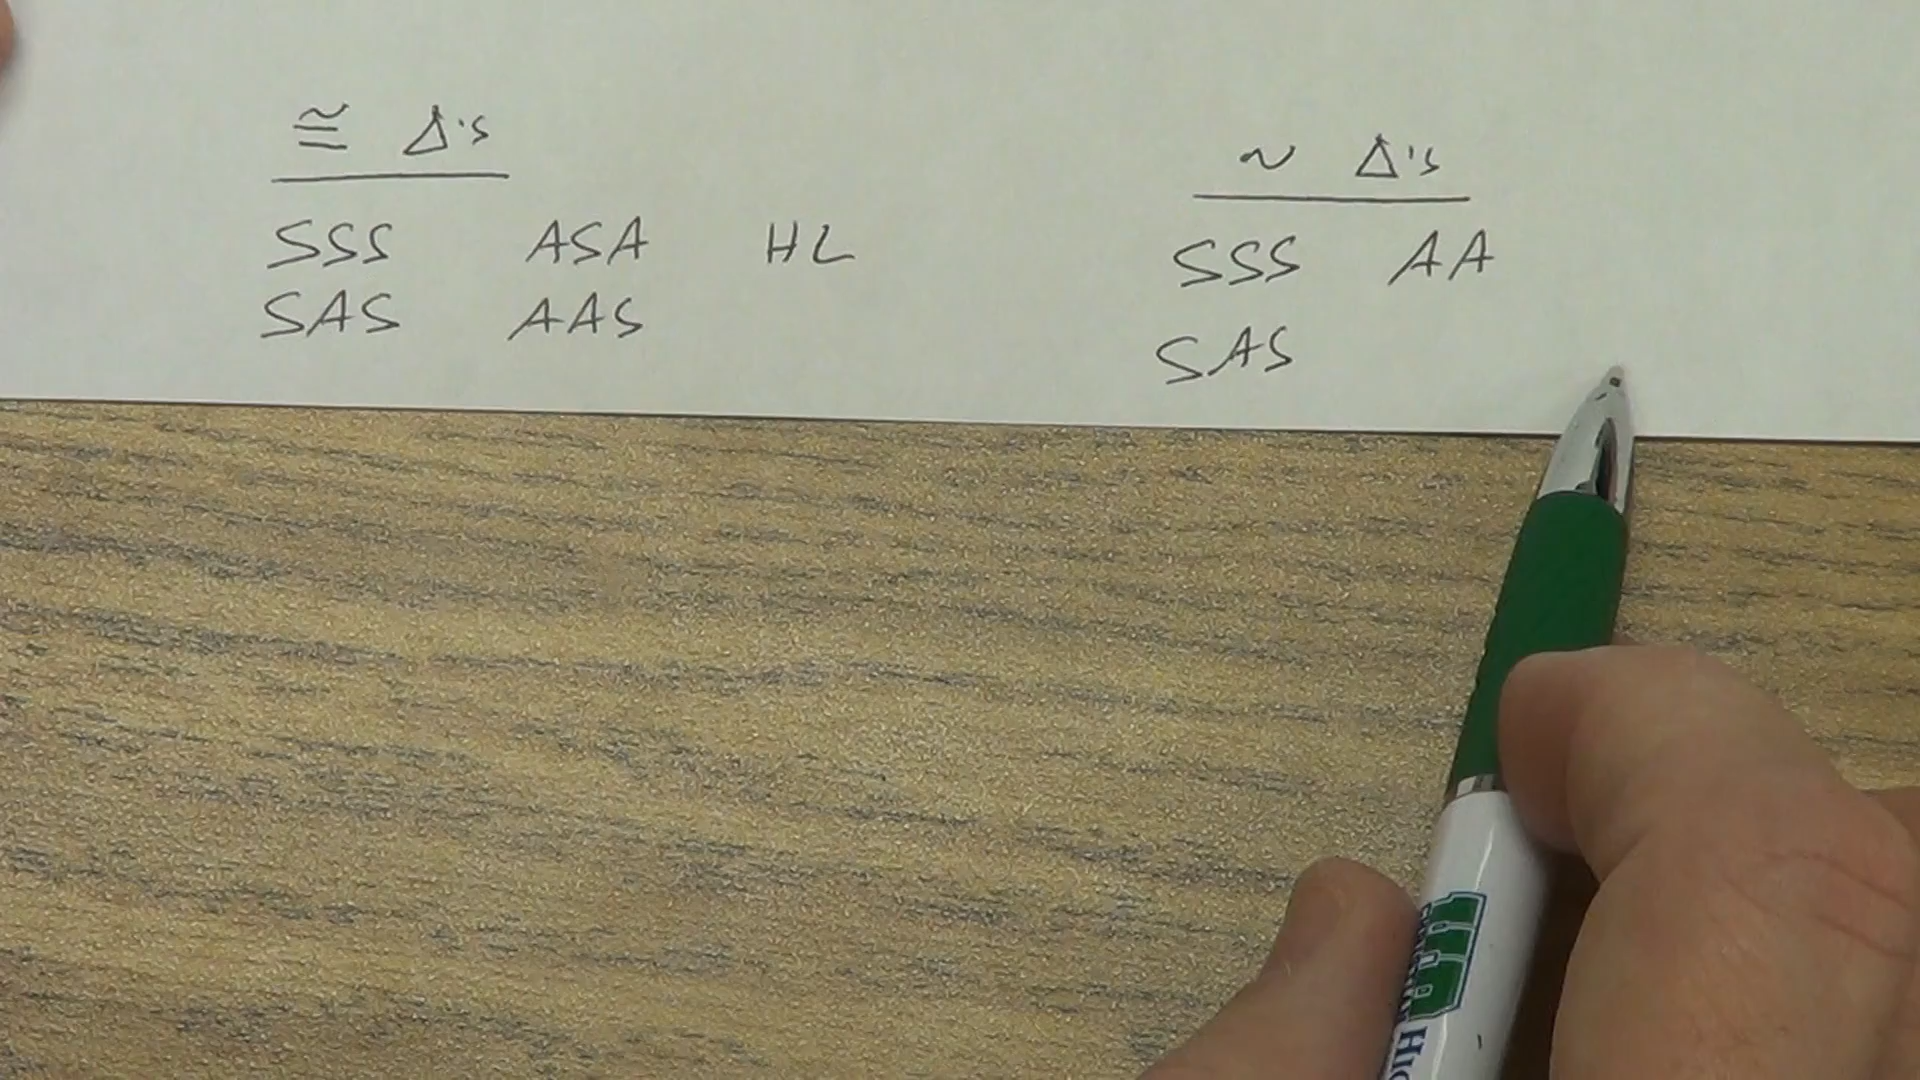 ≅ Δ's
SSS ASA HL
SAS AAS
~ Δ's
SSS AA
SAS